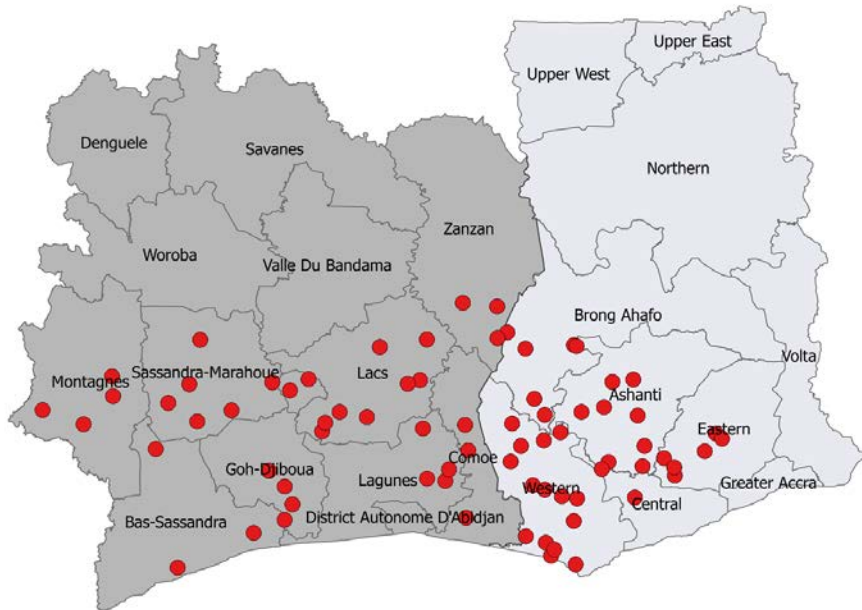 Upper East
Upper West
Denguele
Savanes
Northern
Zanzan
Woroba
Valle Du Bandama
Brong Ahafo
Volta
Montagnes
Sassandra-Marahoue
Lacs
Ashanti
Eastern
Comoe
Goh-Djiboua
Lagunes
Western
Greater Accra
Central
Bas-Sassandra
District Autonome D'Abidjan